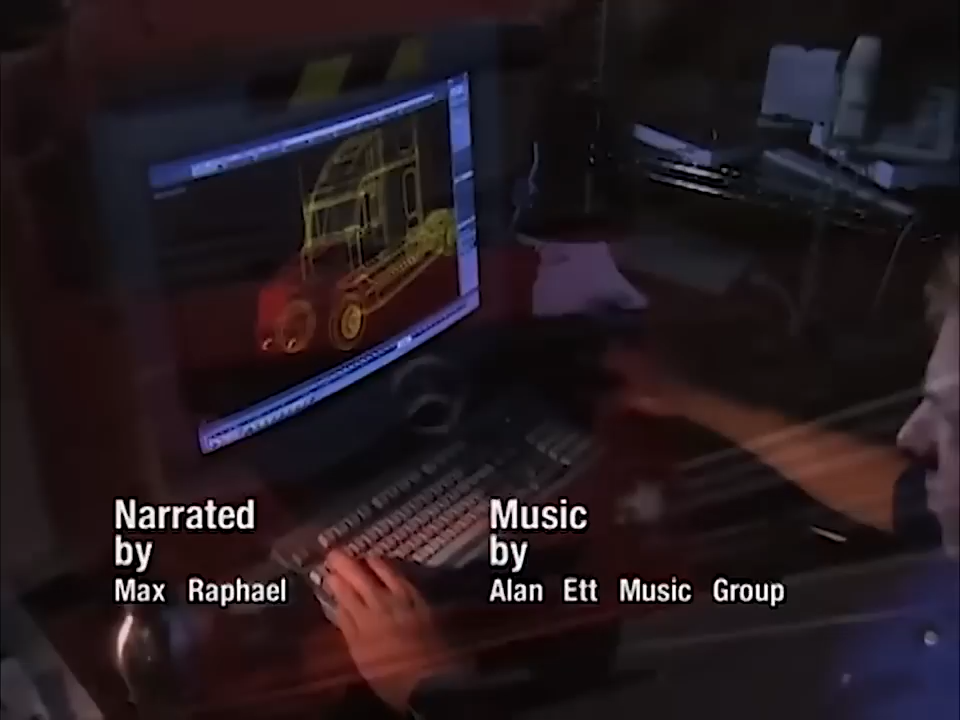 Narrated
by
Max Raphael
Music
by
Alan Ett Music Group